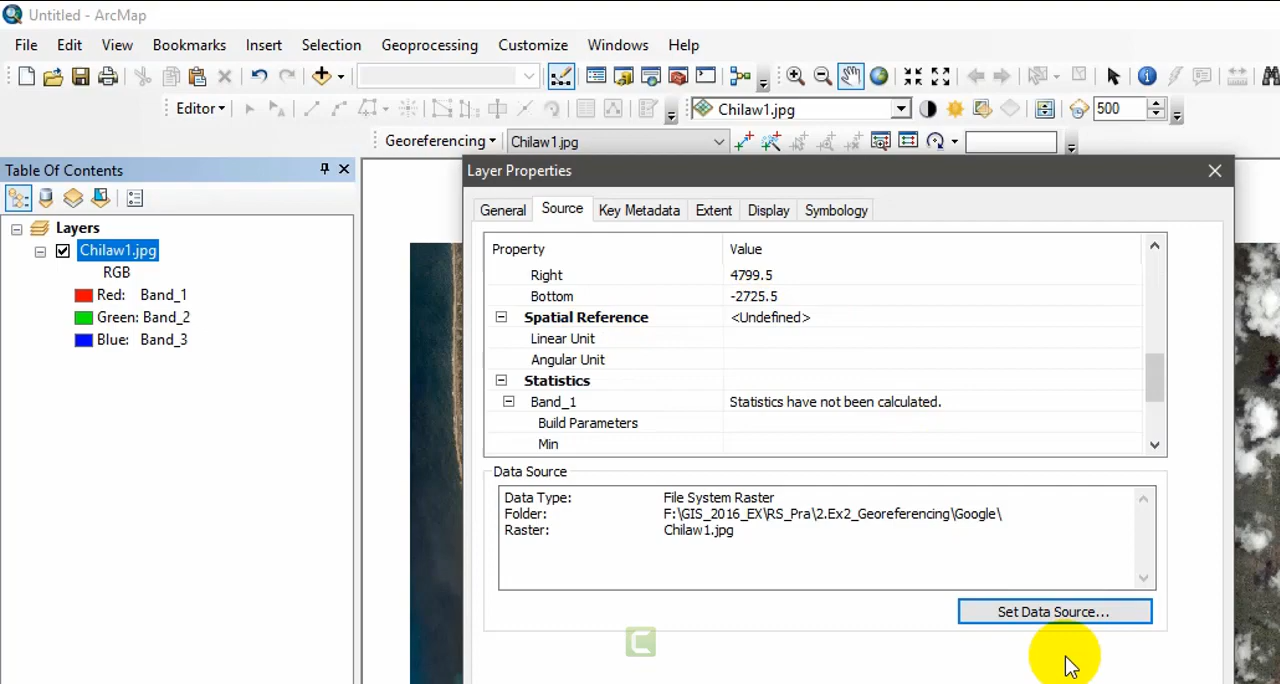 Untitled - ArcMap
File Edit View Bookmarks Insert Selection Geoprocessing Customize Windows Help
Editor Chilaw1.jpg 500
Georeferencing Chilaw1.jpg
Table Of Contents
Layer Properties
General Source Key Metadata Extent Display Symbology
Layers
Chilaw1.jpg
RGB
Red: Band_1
Green: Band_2
Blue: Band_3
Property Value
Right 4799.5
Bottom -2725.5
Spatial Reference <Undefined>
Linear Unit
Angular Unit
Statistics
Band_1 Statistics have not been calculated.
Build Parameters
Min
Data Source
Data Type: File System Raster
Folder: F:\GIS_2016_EX\RS_Pra\2.Ex2_Georeferencing\Google\
Raster: Chilaw1.jpg
Set Data Source...